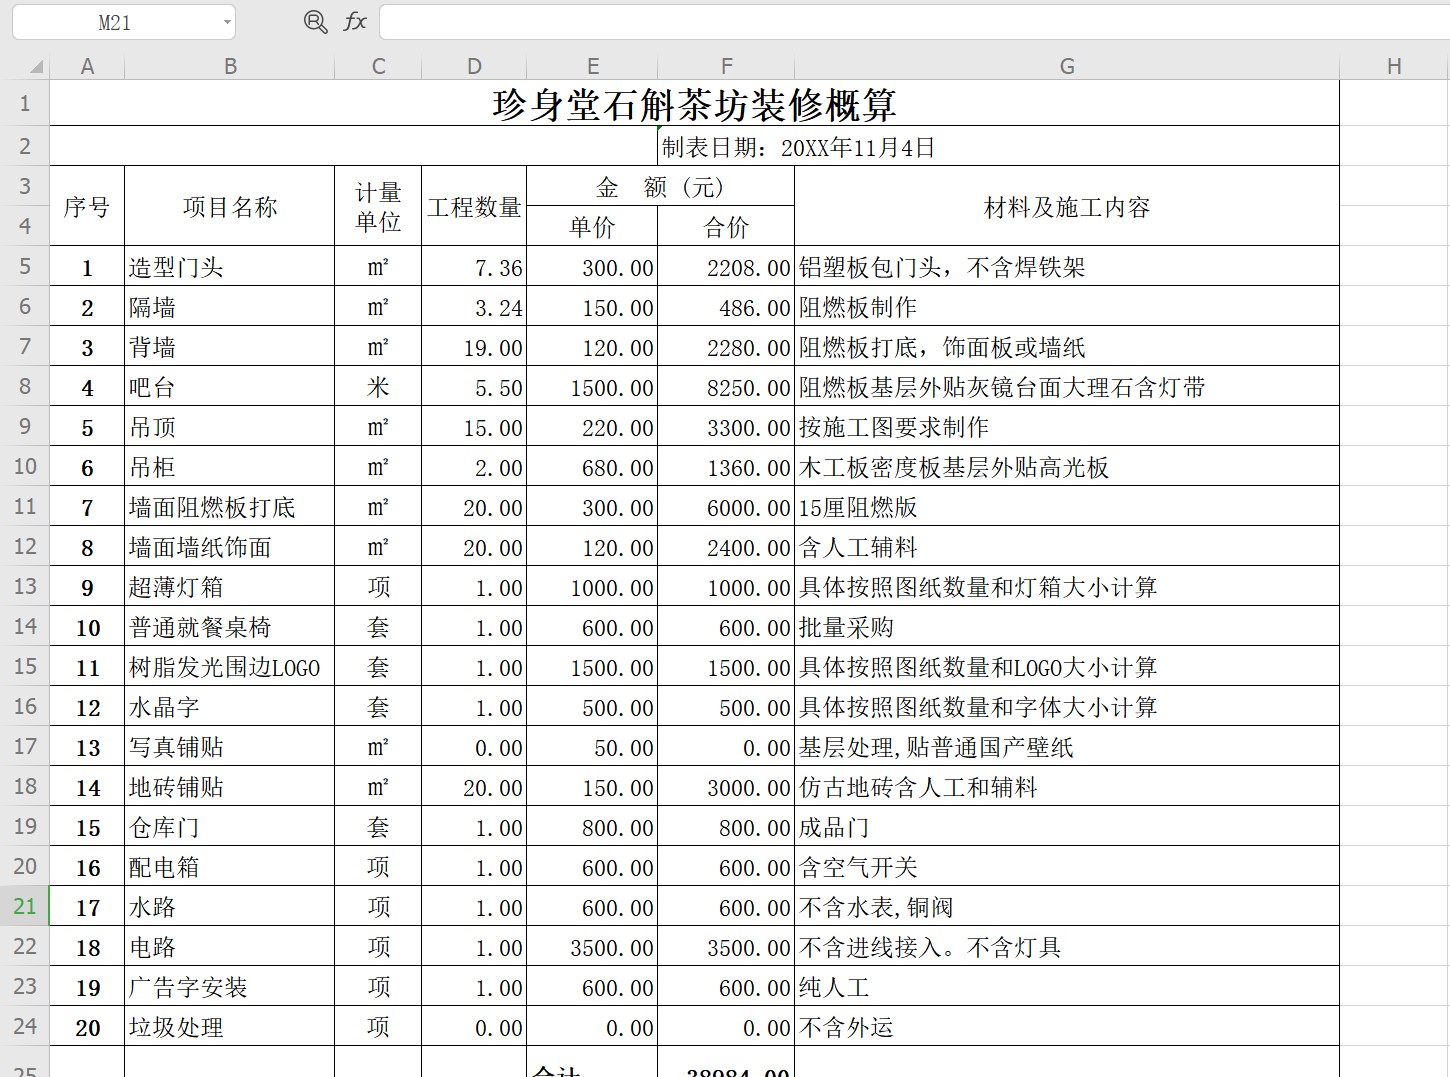 M21 fx
A B C D E F G H
1 珍身堂石斛茶坊装修概算
2 制表日期：20XX年11月4日
3 序号 项目名称 计量单位 工程数量 金 额（元） 材料及施工内容
4 单价 合价
5 1 造型门头 m² 7.36 300.00 2208.00 铝塑板包门头，不含焊铁架
6 2 隔墙 m² 3.24 150.00 486.00 阻燃板制作
7 3 背墙 m² 19.00 120.00 2280.00 阻燃板打底，饰面板或墙纸
8 4 吧台 米 5.50 1500.00 8250.00 阻燃板基层外贴灰镜台面大理石含灯带
9 5 吊顶 m² 15.00 220.00 3300.00 按施工图要求制作
10 6 吊柜 m² 2.00 680.00 1360.00 木工板密度板基层外贴高光板
11 7 墙面阻燃板打底 m² 20.00 300.00 6000.00 15厘阻燃版
12 8 墙面墙纸饰面 m² 20.00 120.00 2400.00 含人工辅料
13 9 超薄灯箱 项 1.00 1000.00 1000.00 具体按照图纸数量和灯箱大小计算
14 10 普通就餐桌椅 套 1.00 600.00 600.00 批量采购
15 11 树脂发光围边LOGO 套 1.00 1500.00 1500.00 具体按照图纸数量和LOGO大小计算
16 12 水晶字 套 1.00 500.00 500.00 具体按照图纸数量和字体大小计算
17 13 写真铺贴 m² 0.00 50.00 0.00 基层处理,贴普通国产壁纸
18 14 地砖铺贴 m² 20.00 150.00 3000.00 仿古地砖含人工和辅料
19 15 仓库门 套 1.00 800.00 800.00 成品门
20 16 配电箱 项 1.00 600.00 600.00 含空气开关
21 17 水路 项 1.00 600.00 600.00 不含水表,铜阀
22 18 电路 项 1.00 3500.00 3500.00 不含进线接入。不含灯具
23 19 广告字安装 项 1.00 600.00 600.00 纯人工
24 20 垃圾处理 项 0.00 0.00 0.00 不含外运
25 合计 38984.00